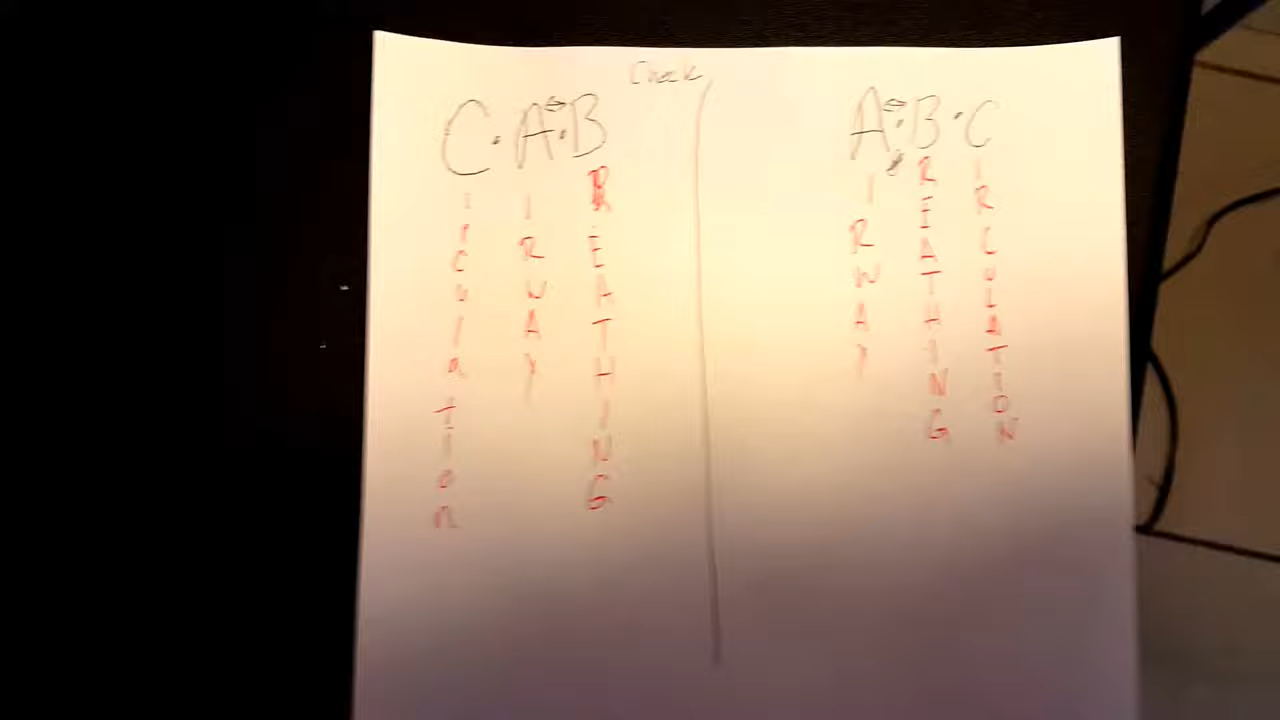 Check
C·A·B
A·B·C
irculation
IRWAY
REATHING
IRWAY
REATHING
IRCULATION